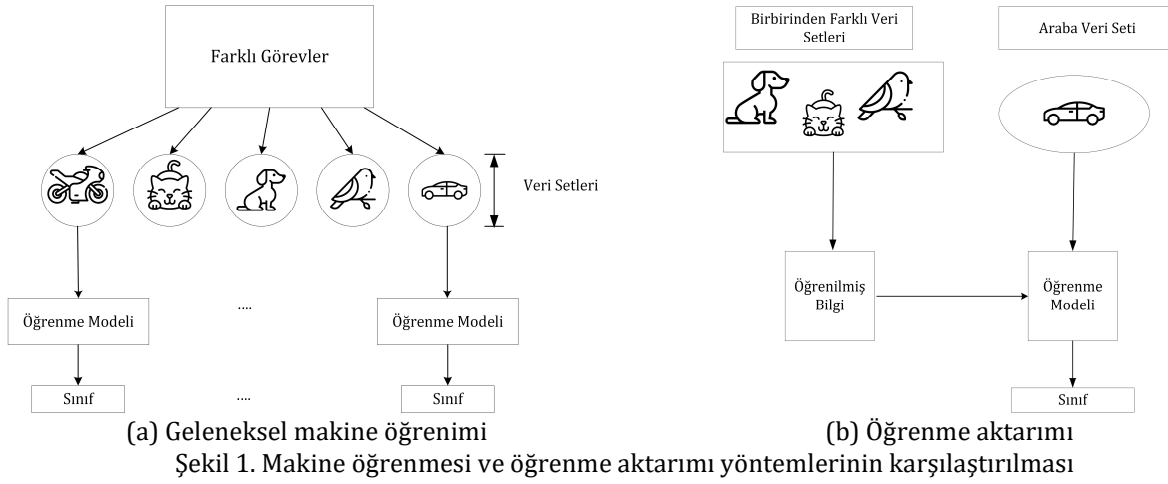 Farklı Görevler
Veri Setleri
Öğrenme Modeli
....
Öğrenme Modeli
Sınıf
....
Sınıf
(a) Geleneksel makine öğrenimi
Birbirinden Farklı Veri
Setleri
Araba Veri Seti
Öğrenilmiş
Bilgi
Öğrenme
Modeli
Sınıf
(b) Öğrenme aktarımı
Şekil 1. Makine öğrenmesi ve öğrenme aktarımı yöntemlerinin karşılaştırılması